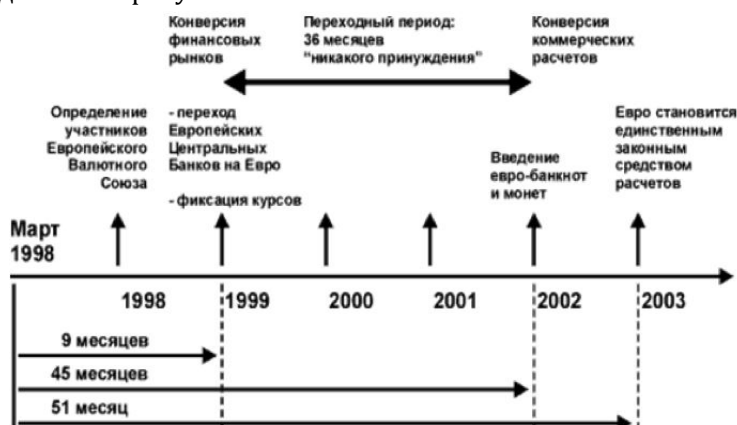 Конверсия
финансовых
рынков
Переходный период:
36 месяцев
"никакого принуждения"
Конверсия
коммерческих
расчетов
Определение
участников
Европейского
Валютного
Союза
- переход
Европейских
Центральных
Банков на Евро
- фиксация курсов
Введение
евро-банкнот
и монет
Евро становится
единственным
законным
средством
расчетов
Март
1998
1998 1999 2000 2001 2002 2003
9 месяцев
45 месяцев
51 месяц